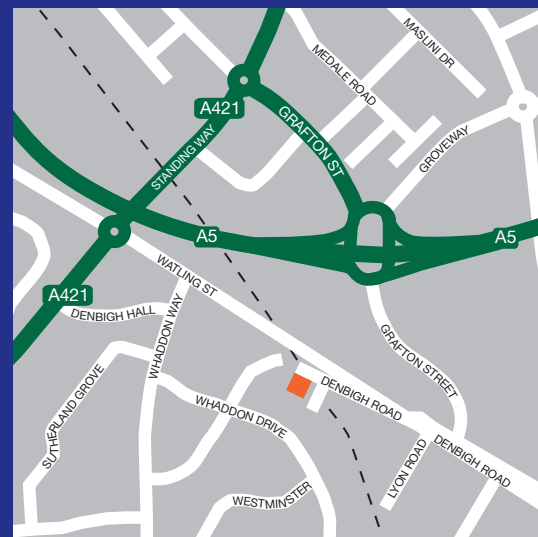 MASLINI DR
MEDALE ROAD
A421
GRAFTON ST
STANDING WAY
GROVEWAY
A5
A5
WATLING ST
A421
DENBIGH HALL
WHADDON WAY
GRAFTON STREET
SUTHERLAND GROVE
DENBIGH ROAD
WHADDON DRIVE
DENBIGH ROAD
LYON ROAD
WESTMINSTER